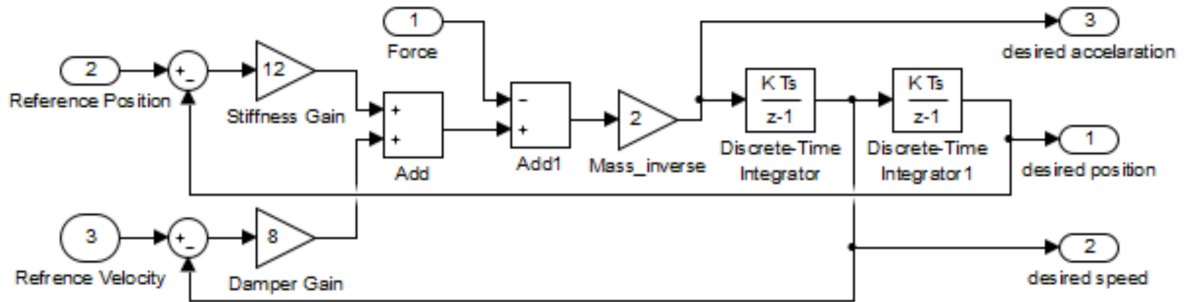 1
Force
3
desired accelaration
2
Reference Position
+
-
12
Stiffness Gain
+
+
Add
-
+
Add1
2
Mass_inverse
K Ts
z-1
Discrete-Time
Integrator
K Ts
z-1
Discrete-Time
Integrator1
1
desired position
3
Refrence Velocity
+
-
8
Damper Gain
2
desired speed